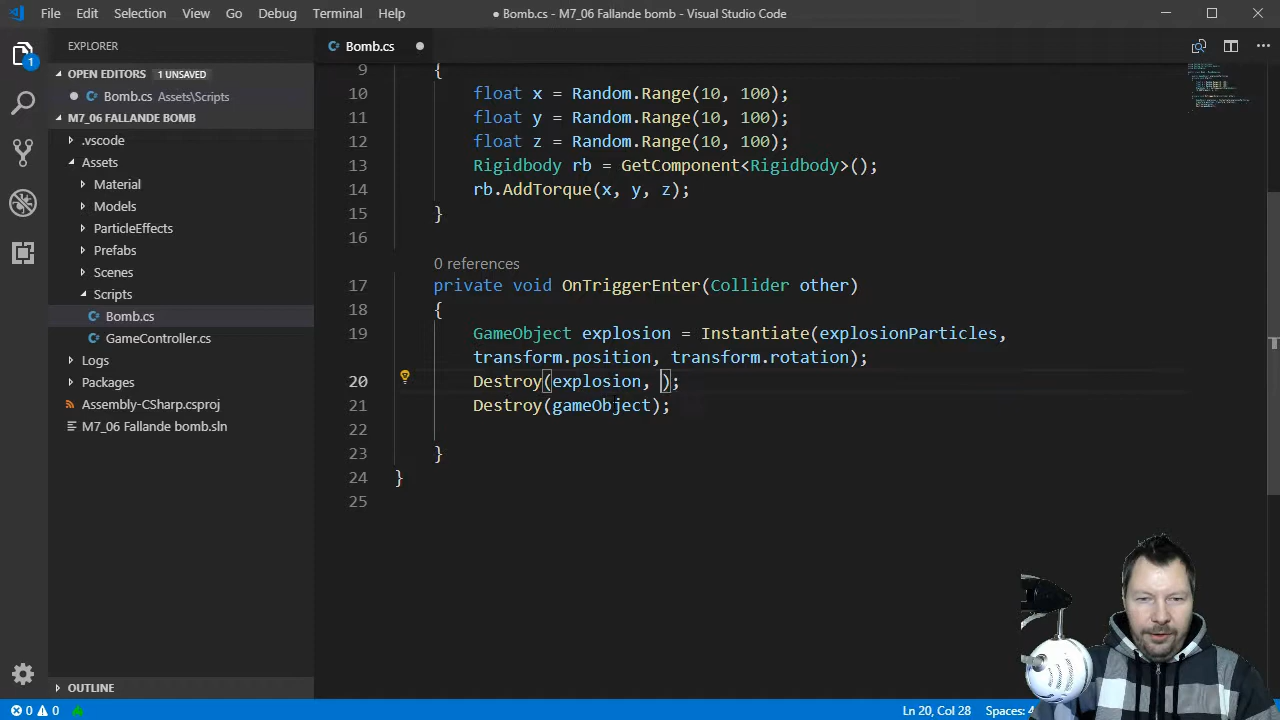 File Edit Selection View Go Debug Terminal Help
● Bomb.cs - M7_06 Fallande bomb - Visual Studio Code
EXPLORER
Bomb.cs
OPEN EDITORS 1 UNSAVED
Bomb.cs Assets\Scripts
M7_06 FALLANDE BOMB
.vscode
Assets
Material
Models
ParticleEffects
Prefabs
Scenes
Scripts
Bomb.cs
GameController.cs
Logs
Packages
Assembly-CSharp.csproj
M7_06 Fallande bomb.sln
OUTLINE
1
9 {
10 float x = Random.Range(10, 100);
11 float y = Random.Range(10, 100);
12 float z = Random.Range(10, 100);
13 Rigidbody rb = GetComponent<Rigidbody>();
14 rb.AddTorque(x, y, z);
15 }
16
0 references
17 private void OnTriggerEnter(Collider other)
18 {
19 GameObject explosion = Instantiate(explosionParticles,
transform.position, transform.rotation);
20 Destroy(explosion, );
21 Destroy(gameObject);
22
23 }
24 }
25
0 0
Ln 20, Col 28 Spaces: